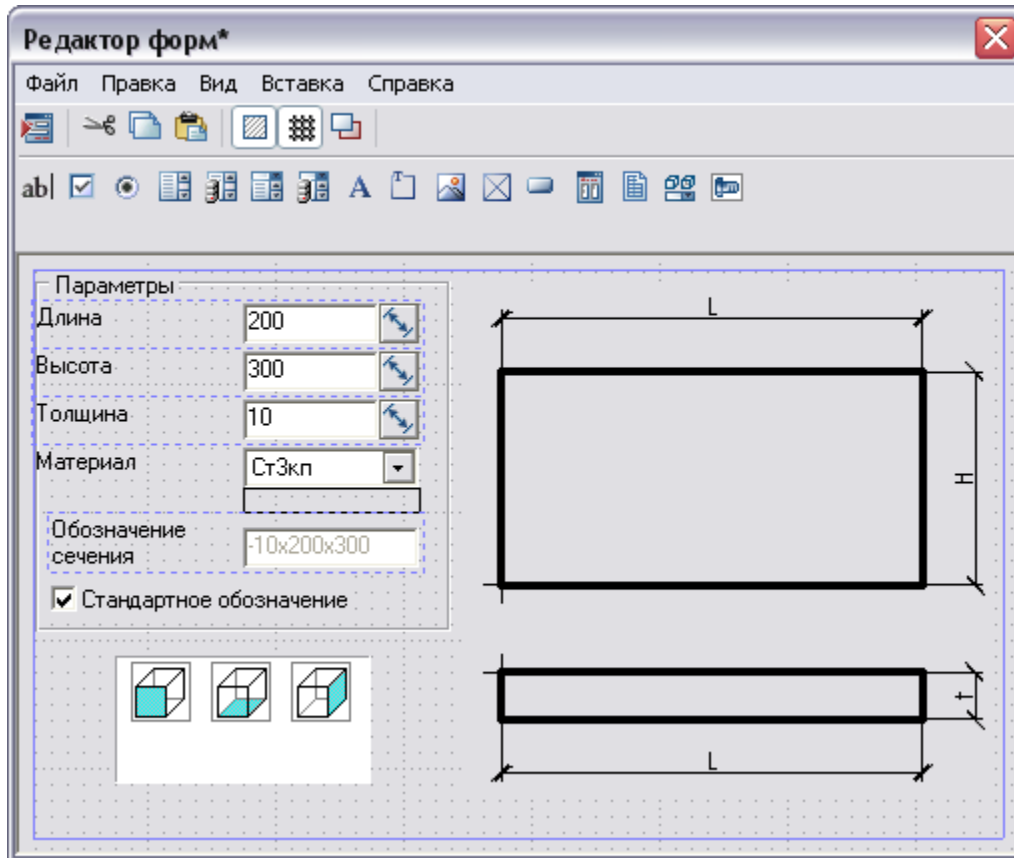 Редактор форм*
Файл Правка Вид Вставка Справка
ab| A
Параметры
Длина 200
Высота 300
Толщина 10
Материал Ст3кп
Обозначение
сечения
-10x200x300
Стандартное обозначение
L
H
t
L